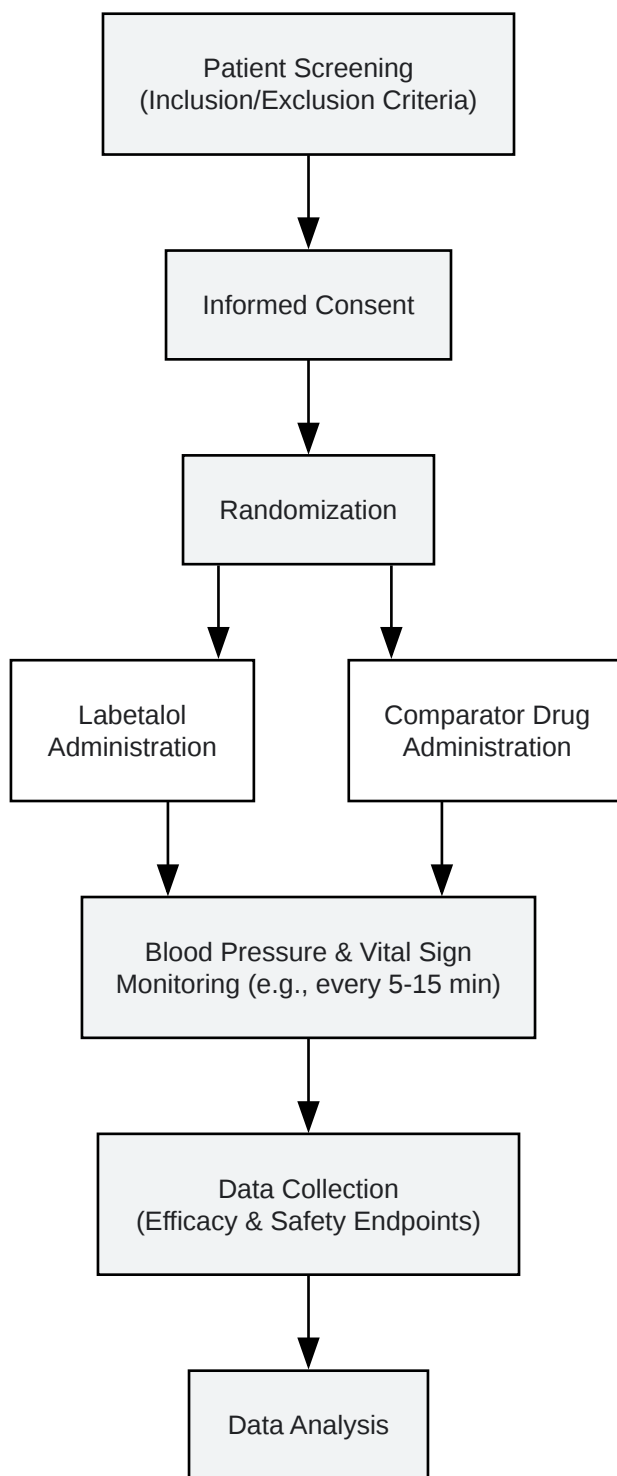 Patient Screening
(Inclusion/Exclusion Criteria)
Informed Consent
Randomization
Labetalol
Administration
Comparator Drug
Administration
Blood Pressure & Vital Sign
Monitoring (e.g., every 5-15 min)
Data Collection
(Efficacy & Safety Endpoints)
Data Analysis